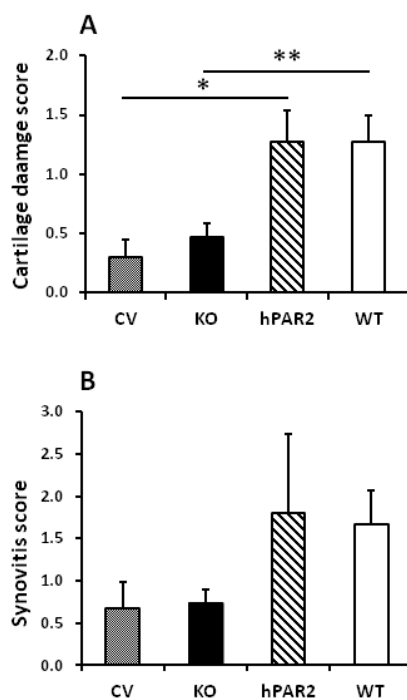 A
Cartilage daamge score
2.0
1.5
1.0
0.5
0.0
*
**
CV KO hPAR2 WT
B
Synovitis score
3.0
2.5
2.0
1.5
1.0
0.5
0.0
CV KO hPAR2 WT